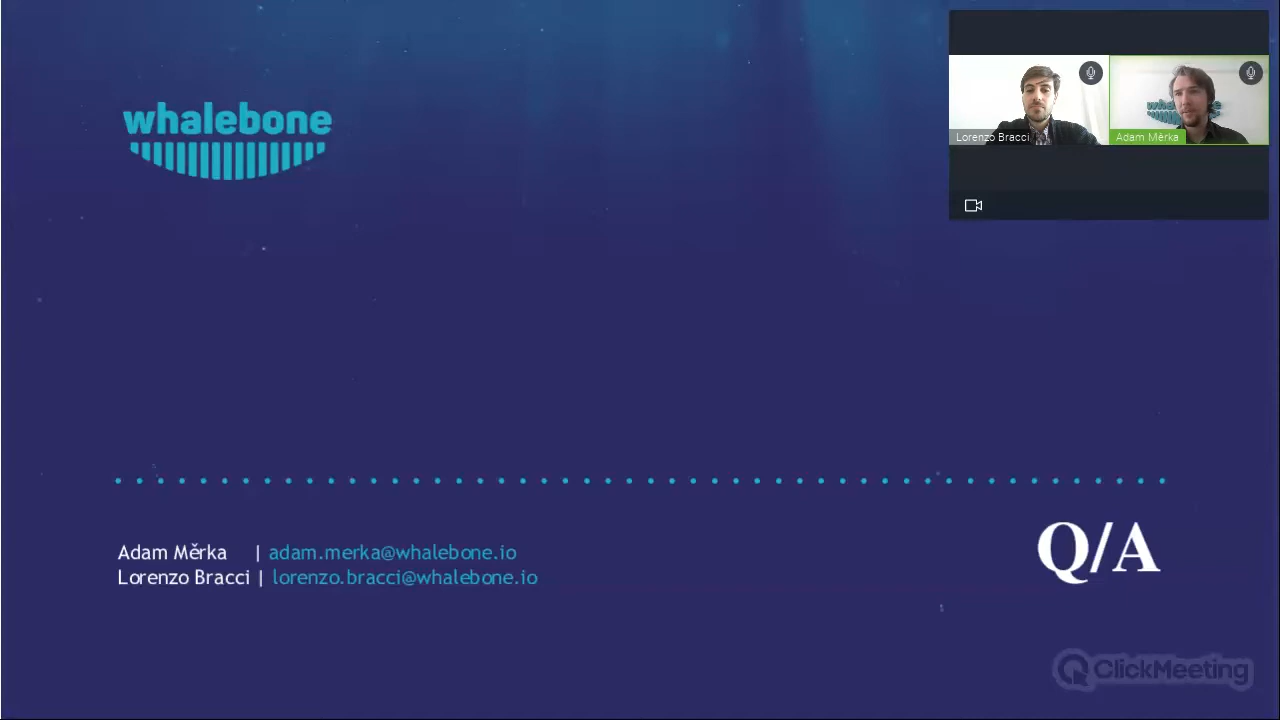 whalebone
Lorenzo Bracci
Adam Měrka
Adam Měrka | adam.merka@whalebone.io
Lorenzo Bracci | lorenzo.bracci@whalebone.io
Q/A
ClickMeeting